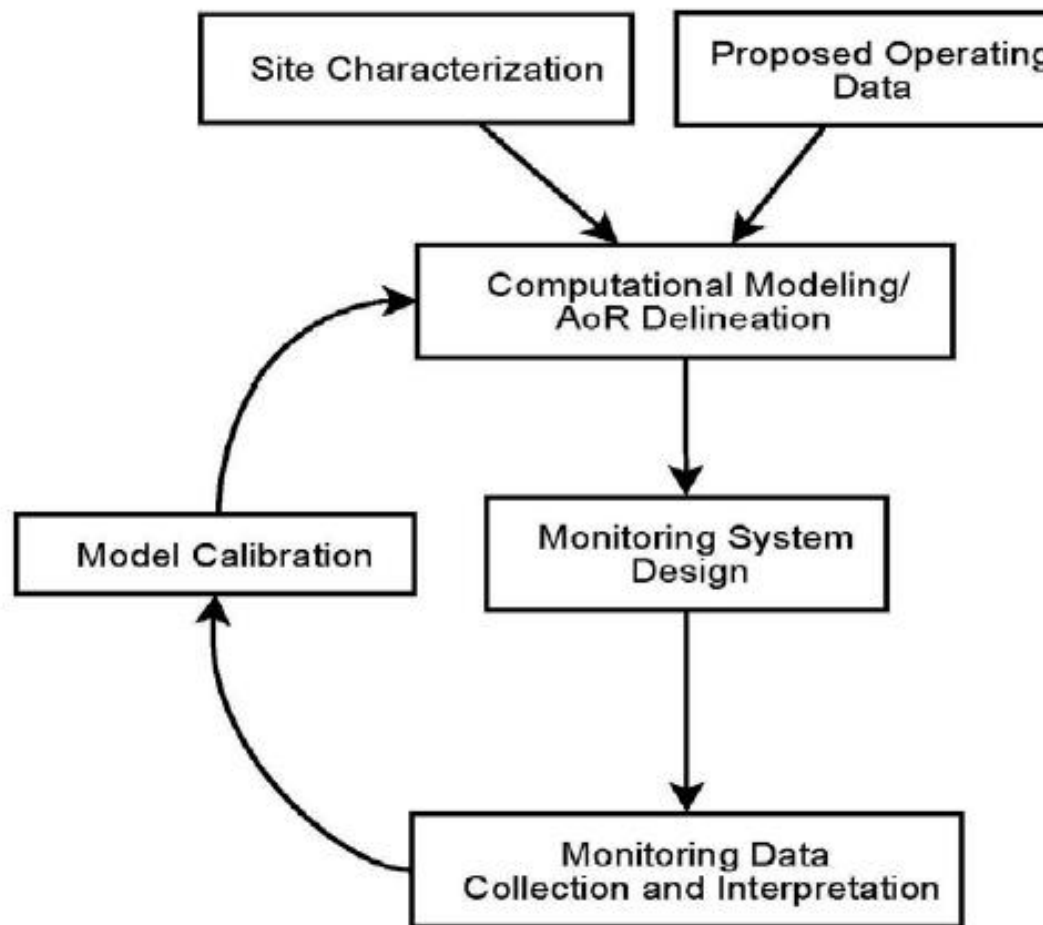 Site Characterization
Proposed Operating
Data
Computational Modeling/
AoR Delineation
Monitoring System
Design
Model Calibration
Monitoring Data
Collection and Interpretation